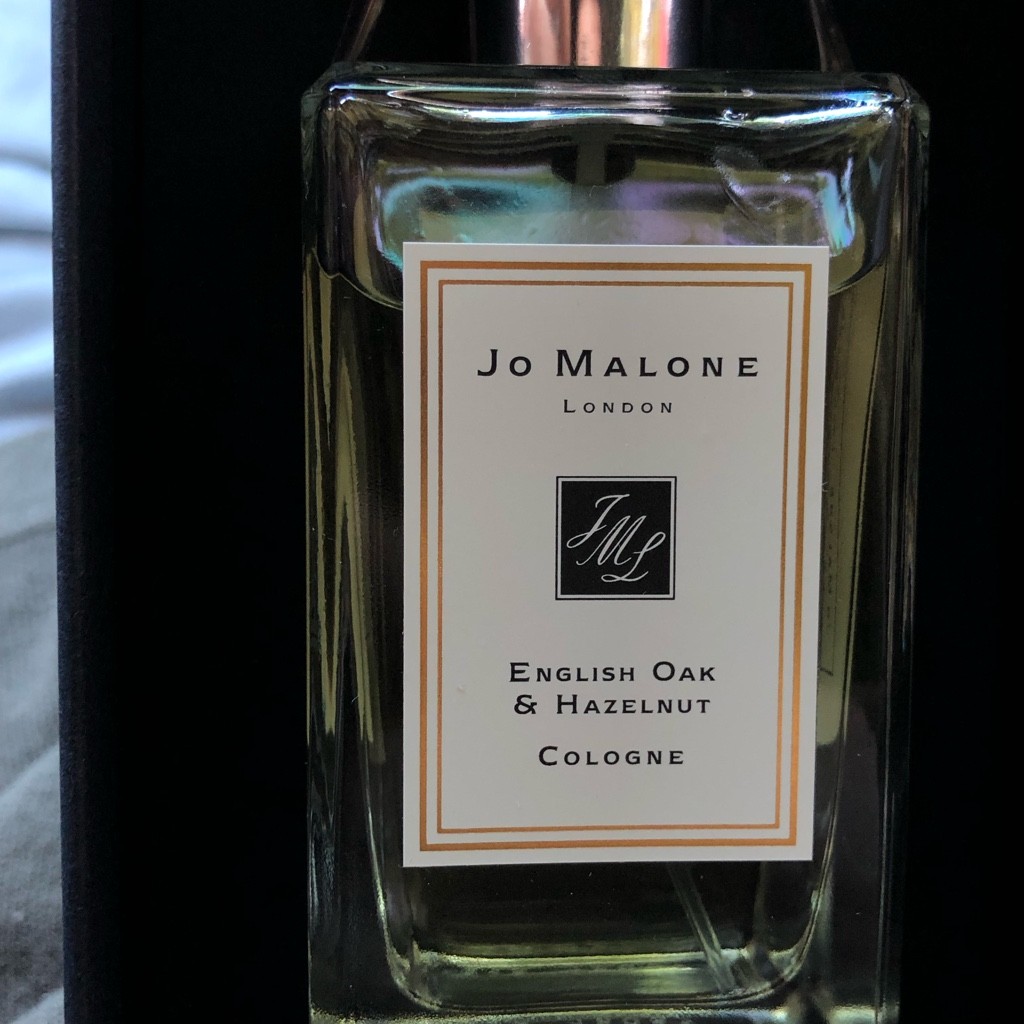 Jo Malone
London
JML
English Oak
& Hazelnut
Cologne